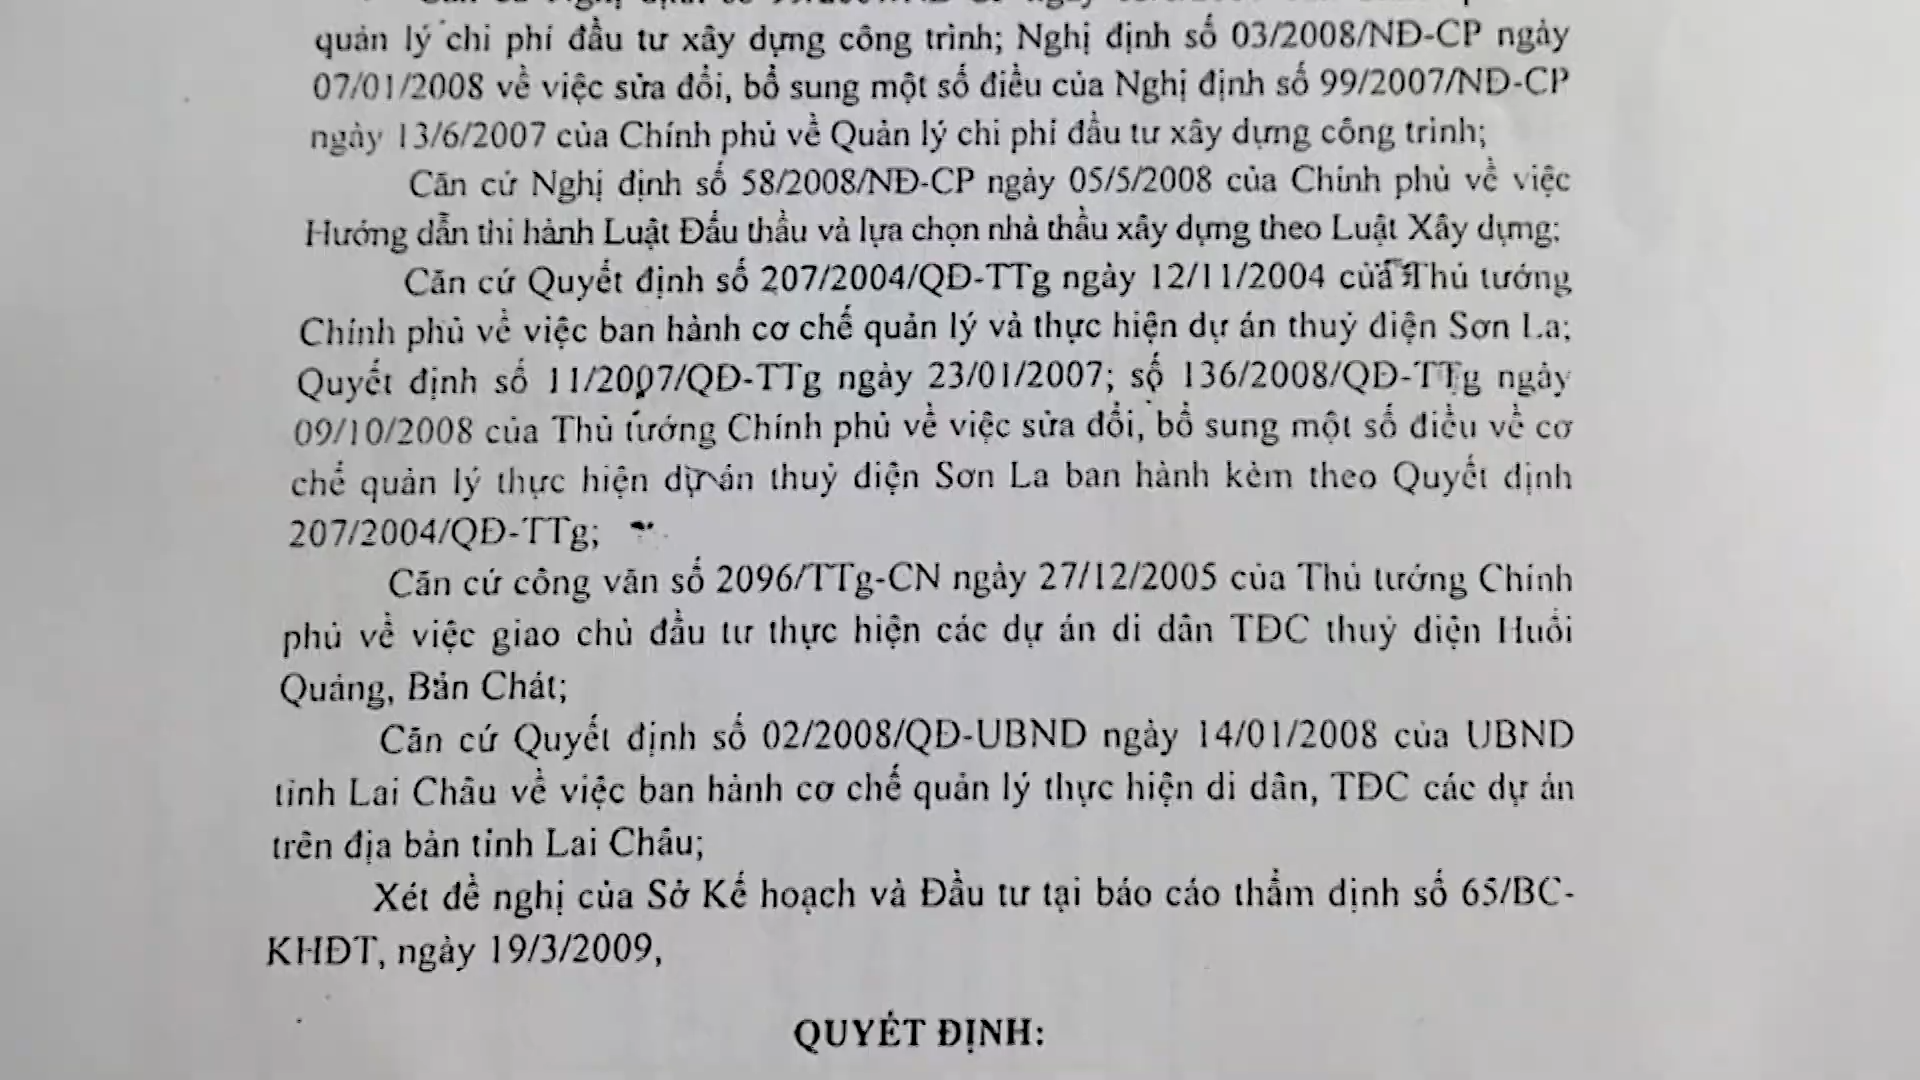 quản lý chi phí đầu tư xây dựng công trình; Nghị định số 03/2008/NĐ-CP ngày
07/01/2008 về việc sửa đổi, bổ sung một số điều của Nghị định số 99/2007/NĐ-CP
ngày 13/6/2007 của Chính phủ về Quản lý chi phí đầu tư xây dựng công trình;
Căn cứ Nghị định số 58/2008/NĐ-CP ngày 05/5/2008 của Chính phủ về việc
Hướng dẫn thi hành Luật Đấu thầu và lựa chọn nhà thầu xây dựng theo Luật Xây dựng;
Căn cứ Quyết định số 207/2004/QĐ-TTg ngày 12/11/2004 của Thủ tướng
Chính phủ về việc ban hành cơ chế quản lý và thực hiện dự án thuỷ điện Sơn La;
Quyết định số 11/2007/QĐ-TTg ngày 23/01/2007; số 136/2008/QĐ-TTg ngày
09/10/2008 của Thủ tướng Chính phủ về việc sửa đổi, bổ sung một số điều về cơ
chế quản lý thực hiện dự án thuỷ điện Sơn La ban hành kèm theo Quyết định
207/2004/QĐ-TTg;
Căn cứ công văn số 2096/TTg-CN ngày 27/12/2005 của Thủ tướng Chính
phủ về việc giao chủ đầu tư thực hiện các dự án di dân TĐC thuỷ điện Huổi
Quảng, Bản Chát;
Căn cứ Quyết định số 02/2008/QĐ-UBND ngày 14/01/2008 của UBND
tỉnh Lai Châu về việc ban hành cơ chế quản lý thực hiện di dân, TĐC các dự án
trên địa bàn tỉnh Lai Châu;
Xét đề nghị của Sở Kế hoạch và Đầu tư tại báo cáo thẩm định số 65/BC-
KHĐT, ngày 19/3/2009,
QUYẾT ĐỊNH: